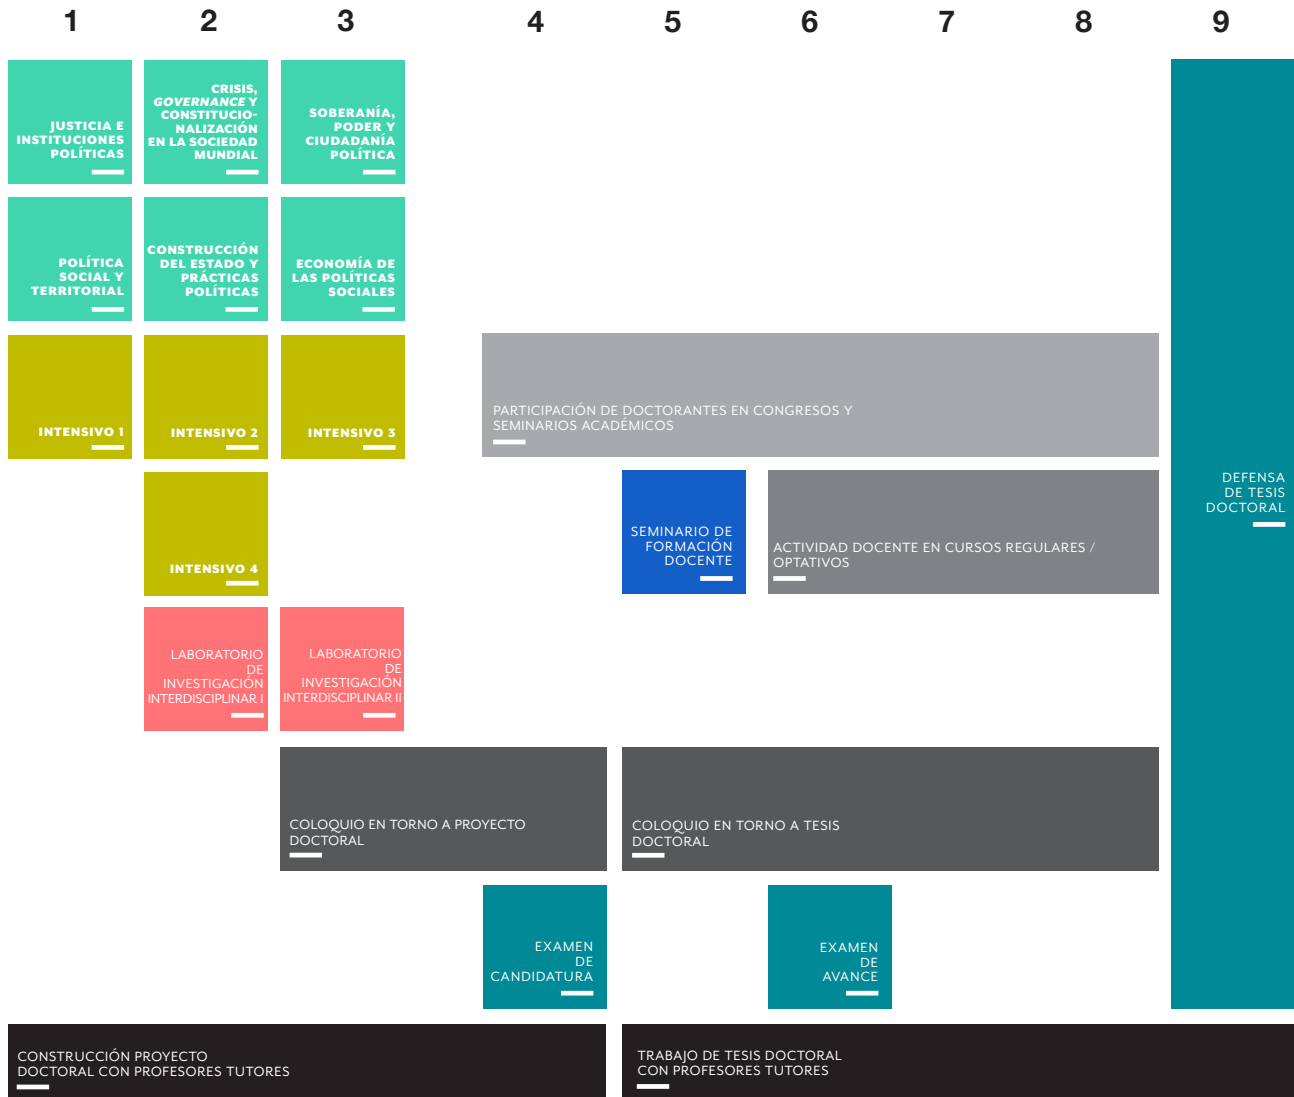 1 2 3 4 5 6 7 8 9
JUSTICIA E
INSTITUCIONES
POLÍTICAS
CRISIS,
GOVERNANCE Y
CONSTITUCIO-
NALIZACIÓN
EN LA SOCIEDAD
MUNDIAL
SOBERANÍA,
PODER Y
CIUDADANÍA
POLÍTICA
POLÍTICA
SOCIAL Y
TERRITORIAL
CONSTRUCCIÓN
DEL ESTADO Y
PRÁCTICAS
POLÍTICAS
ECONOMÍA DE
LAS POLÍTICAS
SOCIALES
INTENSIVO 1
INTENSIVO 2
INTENSIVO 3
PARTICIPACIÓN DE DOCTORANTES EN CONGRESOS Y
SEMINARIOS ACADÉMICOS
INTENSIVO 4
SEMINARIO DE
FORMACIÓN
DOCENTE
ACTIVIDAD DOCENTE EN CURSOS REGULARES /
OPTATIVOS
DEFENSA
DE TESIS
DOCTORAL
LABORATORIO
DE
INVESTIGACIÓN
INTERDISCIPLINAR I
LABORATORIO
DE
INVESTIGACIÓN
INTERDISCIPLINAR II
COLOQUIO EN TORNO A PROYECTO
DOCTORAL
COLOQUIO EN TORNO A TESIS
DOCTORAL
EXAMEN
DE
CANDIDATURA
EXAMEN
DE
AVANCE
CONSTRUCCIÓN PROYECTO
DOCTORAL CON PROFESORES TUTORES
TRABAJO DE TESIS DOCTORAL
CON PROFESORES TUTORES